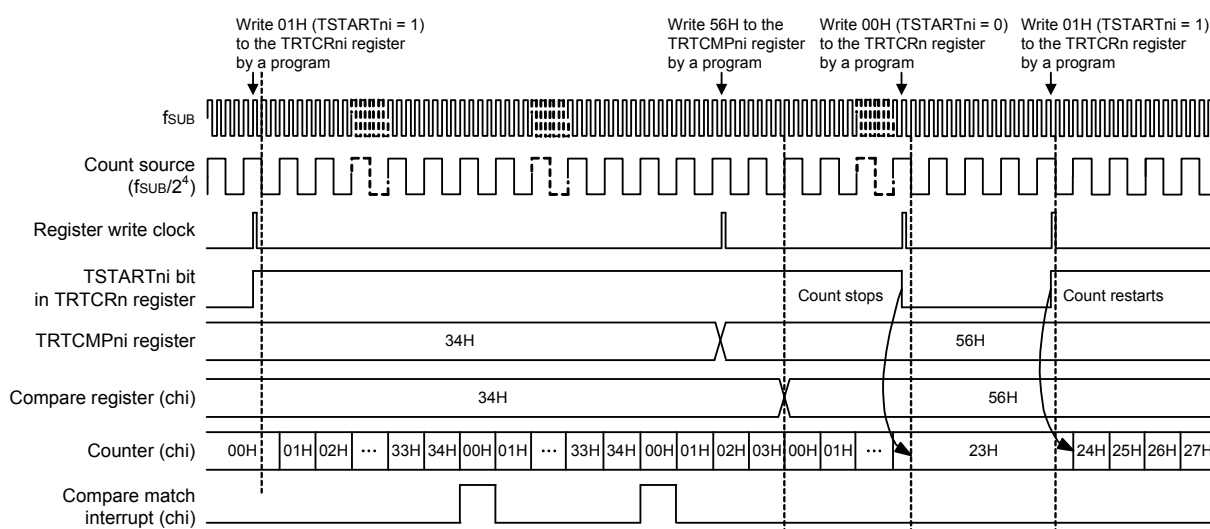 Write 01H (TSTARTni = 1)
to the TRTCRni register
by a program
Write 56H to the
TRTCMPni register
by a program
Write 00H (TSTARTni = 0)
to the TRTCRn register
by a program
Write 01H (TSTARTni = 1)
to the TRTCRn register
by a program
fSUB
Count source
(fSUB/2⁴)
Register write clock
TSTARTni bit
in TRTCRn register
Count stops
Count restarts
TRTCMPni register
34H
56H
Compare register (chi)
34H
56H
Counter (chi)
00H 01H 02H ··· 33H 34H 00H 01H ··· 33H 34H 00H 01H 02H 03H 00H 01H ··· 23H 24H 25H 26H 27H
Compare match
interrupt (chi)